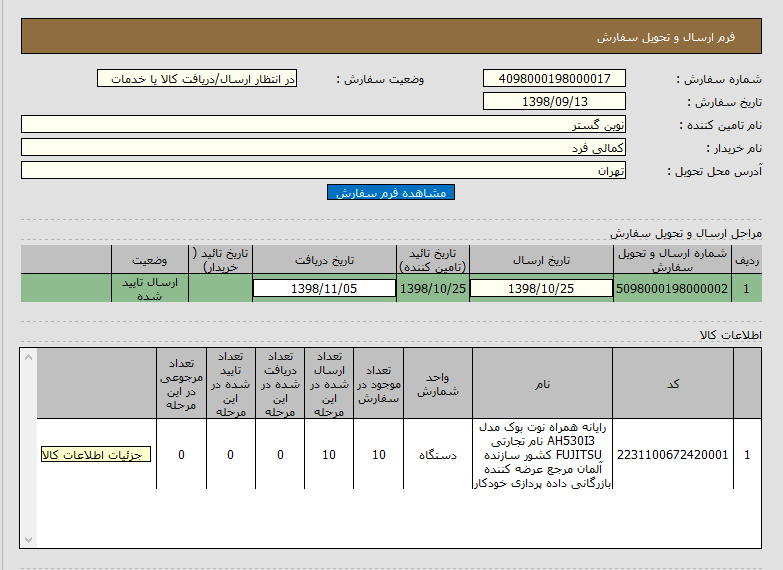 فرم ارسال و تحویل سفارش
شماره سفارش : 4098000198000017 وضعیت سفارش : در انتظار ارسال/دریافت کالا یا خدمات
تاریخ سفارش : 1398/09/13
نام تامین کننده : نوین گستر
نام خریدار : کمالی فرد
آدرس محل تحویل : تهران
مشاهده فرم سفارش
مراحل ارسال و تحویل سفارش
ردیف شماره ارسال و تحویل سفارش تاریخ ارسال تاریخ تائید (تامین کننده) تاریخ دریافت تاریخ تائید ( خریدار) وضعیت
1 5098000198000002 1398/10/25 1398/10/25 1398/11/05 ارسال تایید شده
اطلاعات کالا
کد نام واحد شمارش تعداد موجود در سفارش تعداد ارسال شده در این مرحله تعداد دریافت شده در این مرحله تعداد تایید شده در این مرحله تعداد مرجوعی در این مرحله
1 2231100672420001 رایانه همراه نوت بوک مدل AH530I3 نام تجارتی FUJITSU کشور سازنده آلمان مرجع عرضه کننده بازرگانی داده پردازی خودکار دستگاه 10 10 0 0 0 جزئیات اطلاعات کالا